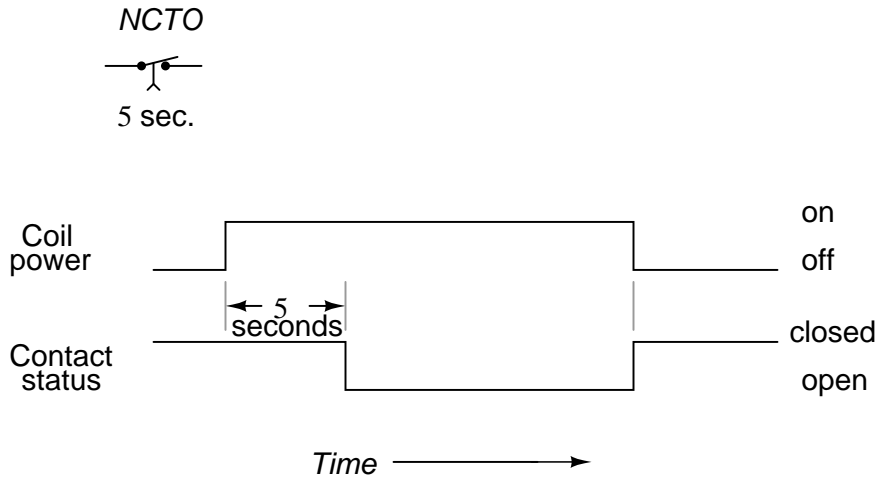 NCTO
5 sec.
Coil
power
on
off
5
seconds
Contact
status
closed
open
Time